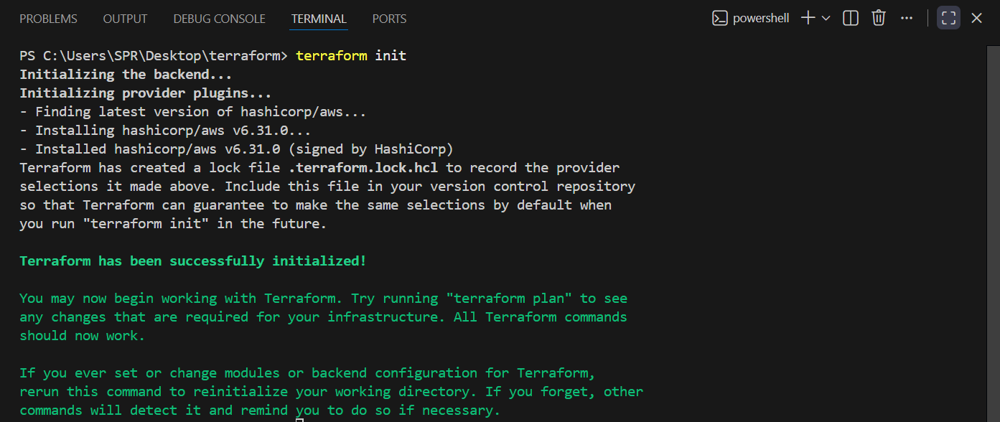 PROBLEMS OUTPUT DEBUG CONSOLE TERMINAL PORTS powershell
PS C:\Users\SPR\Desktop\terraform> terraform init
Initializing the backend...
Initializing provider plugins...
- Finding latest version of hashicorp/aws...
- Installing hashicorp/aws v6.31.0...
- Installed hashicorp/aws v6.31.0 (signed by HashiCorp)
Terraform has created a lock file .terraform.lock.hcl to record the provider
selections it made above. Include this file in your version control repository
so that Terraform can guarantee to make the same selections by default when
you run "terraform init" in the future.
Terraform has been successfully initialized!
You may now begin working with Terraform. Try running "terraform plan" to see
any changes that are required for your infrastructure. All Terraform commands
should now work.
If you ever set or change modules or backend configuration for Terraform,
rerun this command to reinitialize your working directory. If you forget, other
commands will detect it and remind you to do so if necessary.